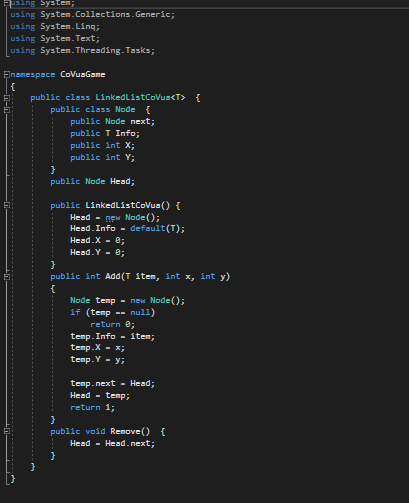 using System;
using System.Collections.Generic;
using System.Linq;
using System.Text;
using System.Threading.Tasks;
namespace CoVuaGame
{
public class LinkedListCoVua<T> {
public class Node {
public Node next;
public T Info;
public int X;
public int Y;
}
public Node Head;
public LinkedListCoVua() {
Head = new Node();
Head.Info = default(T);
Head.X = 0;
Head.Y = 0;
}
public int Add(T item, int x, int y)
{
Node temp = new Node();
if (temp == null)
return 0;
temp.Info = item;
temp.X = x;
temp.Y = y;
temp.next = Head;
Head = temp;
return 1;
}
public void Remove() {
Head = Head.next;
}
}
}